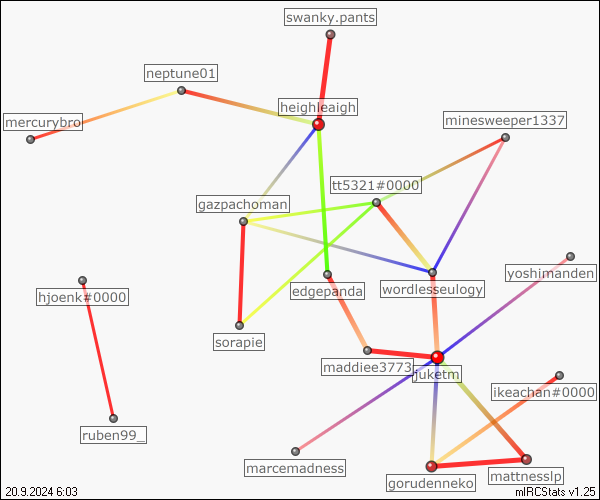 swanky.pants
neptune01
heighleaigh
mercurybro
minesweeper1337
tt5321#0000
gazpachoman
yoshimanden
hjoenk#0000
edgepanda
wordlesseulogy
sorapie
maddiee3773
juketm
ikeachan#0000
ruben99_
marcemadness
gorudenneko
mattnesslp
20.9.2024 6:03
mIRCStats v1.25